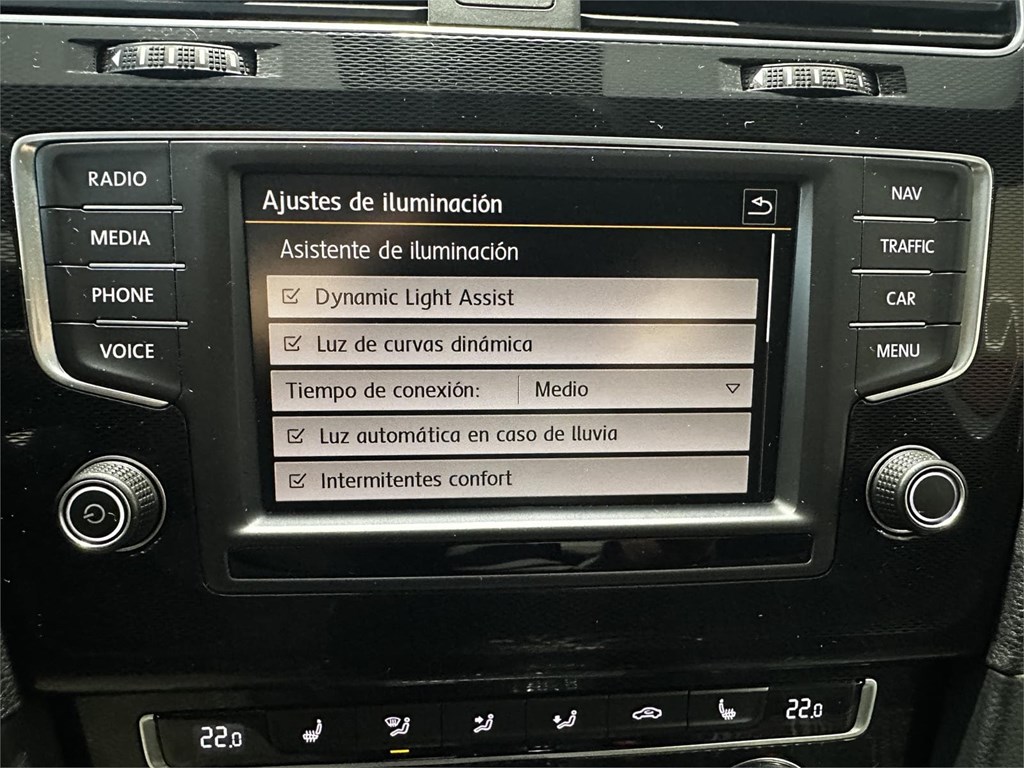 RADIO
MEDIA
PHONE
VOICE
Ajustes de iluminación
Asistente de iluminación
Dynamic Light Assist
Luz de curvas dinámica
Tiempo de conexión: Medio
Luz automática en caso de lluvia
Intermitentes confort
NAV
TRAFFIC
CAR
MENU
22.0
22.0